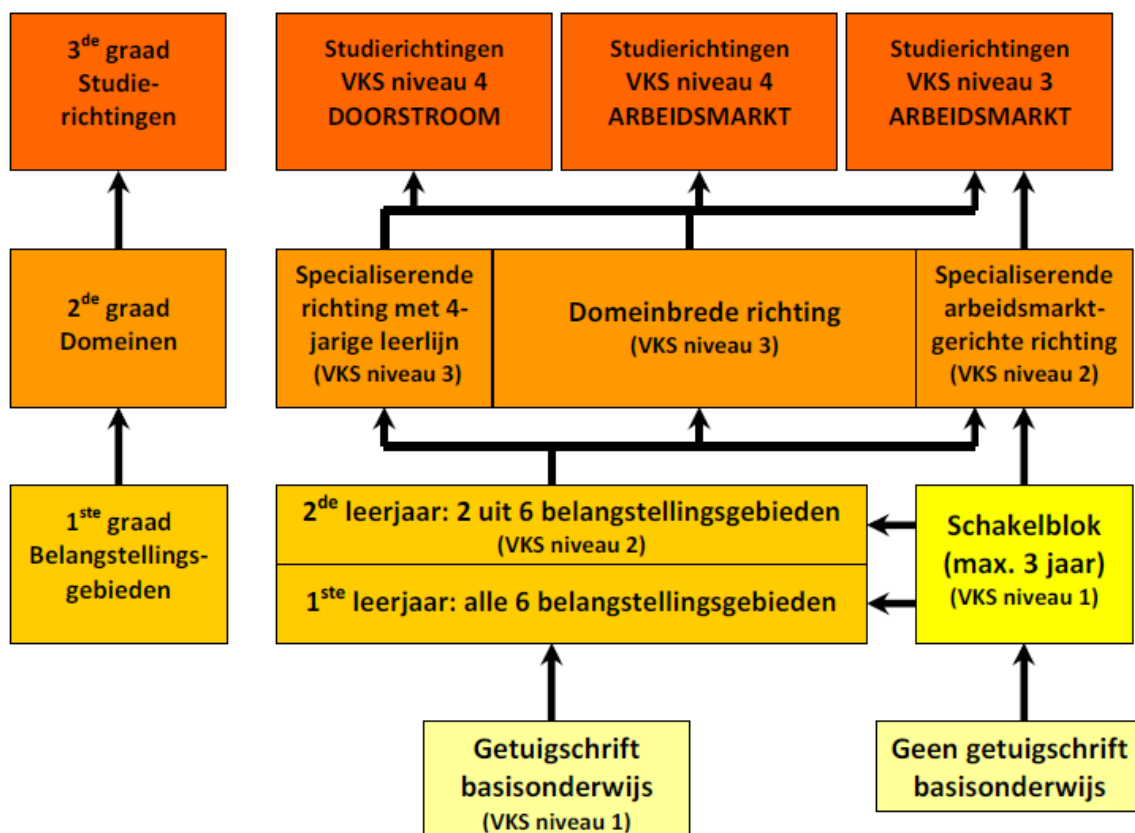 3de graad
Studie-
richtingen
Studierichtingen
VKS niveau 4
DOORSTROOM
Studierichtingen
VKS niveau 4
ARBEIDSMARKT
Studierichtingen
VKS niveau 3
ARBEIDSMARKT
2de graad
Domeinen
Specialiserende
richting met 4-
jarige leerlijn
(VKS niveau 3)
Domeinbrede richting
(VKS niveau 3)
Specialiserende
arbeidsmarkt-
gerichte richting
(VKS niveau 2)
1ste graad
Belangstellings-
gebieden
2de leerjaar: 2 uit 6 belangstellingsgebieden
(VKS niveau 2)
1ste leerjaar: alle 6 belangstellingsgebieden
Schakelblok
(max. 3 jaar)
(VKS niveau 1)
Getuigschrift
basisonderwijs
(VKS niveau 1)
Geen getuigschrift
basisonderwijs